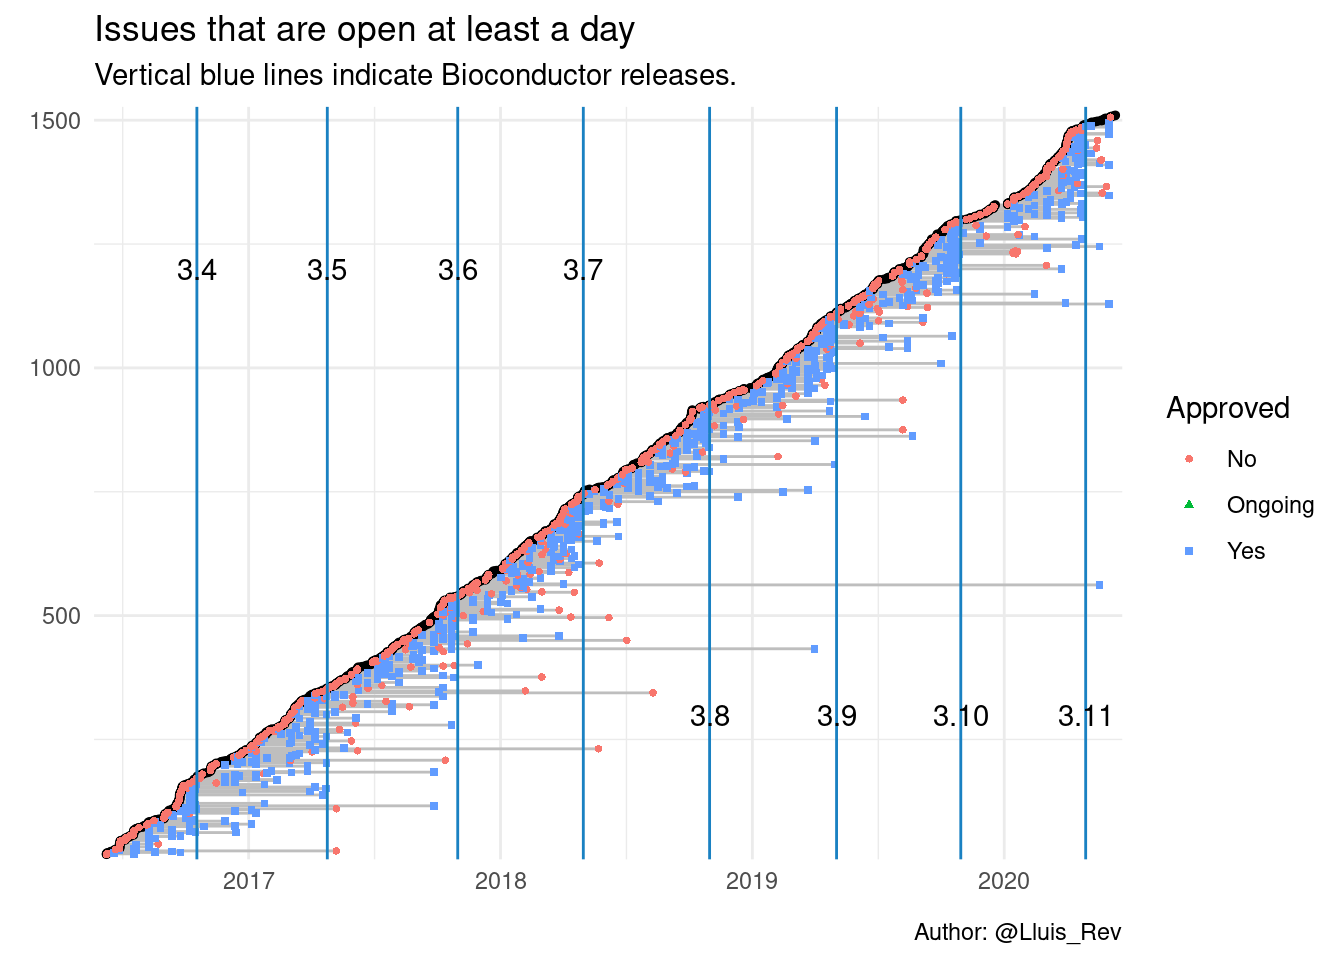 Issues that are open at least a day
Vertical blue lines indicate Bioconductor releases.
1500
1000
500
3.4 3.5 3.6 3.7
3.8 3.9 3.10 3.11
2017 2018 2019 2020
Approved
No
Ongoing
Yes
Author: @Lluis_Rev